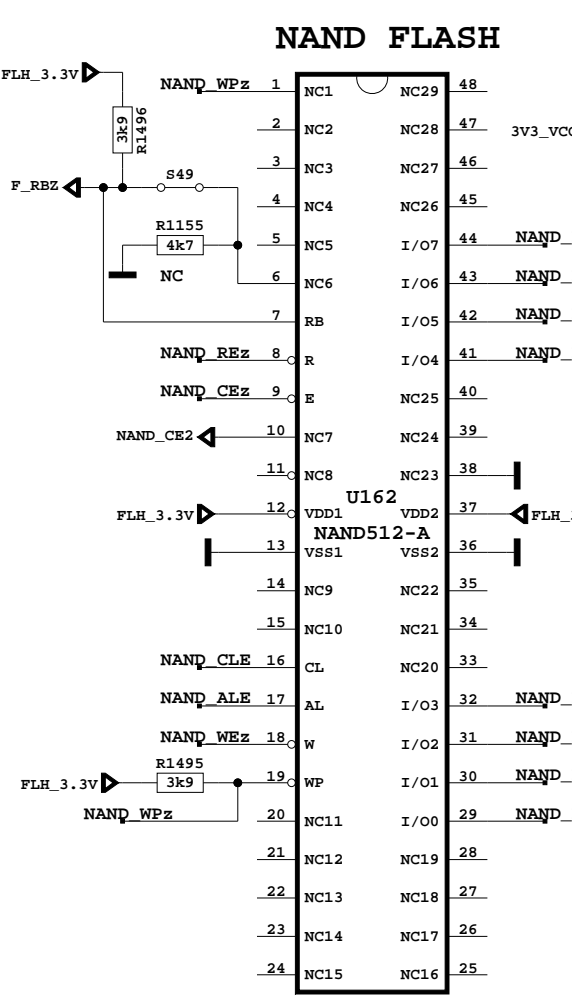 NAND FLASH
FLH_3.3V
NAND_WPz 1 NC1 NC29 48
3k9 R1496
2 NC2 NC28 47 3V3_VCC
3 NC3 NC27 46
F_RBZ S49
4 NC4 NC26 45
R1155
4k7 5 NC5 I/O7 44 NAND_
NC 6 NC6 I/O6 43 NAND_
7 RB I/O5 42 NAND_
NAND_REz 8 R I/O4 41 NAND_
NAND_CEz 9 E NC25 40
NAND_CE2 10 NC7 NC24 39
11 NC8 NC23 38
U162
FLH_3.3V 12 VDD1 VDD2 37 FLH_
NAND512-A
13 VSS1 VSS2 36
14 NC9 NC22 35
15 NC10 NC21 34
NAND_CLE 16 CL NC20 33
NAND_ALE 17 AL I/O3 32 NAND_
NAND_WEz 18 W I/O2 31 NAND_
R1495
FLH_3.3V 3k9 19 WP I/O1 30 NAND_
NAND_WPz 20 NC11 I/O0 29 NAND_
21 NC12 NC19 28
22 NC13 NC18 27
23 NC14 NC17 26
24 NC15 NC16 25